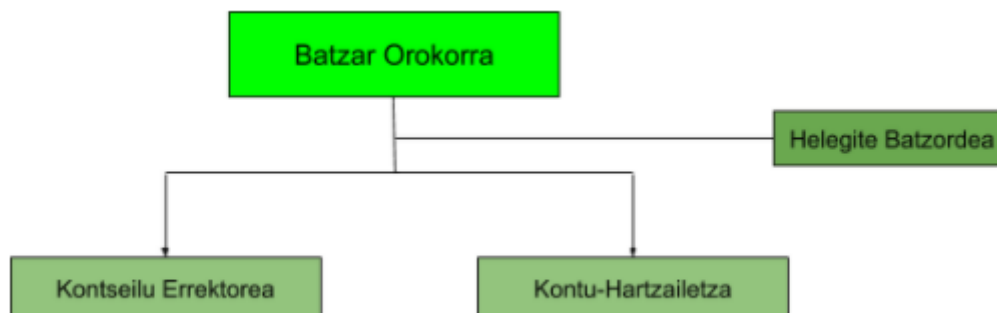 Batzar Orokorra
Helegite Batzordea
Kontseilu Errektorea
Kontu-Hartzailetza